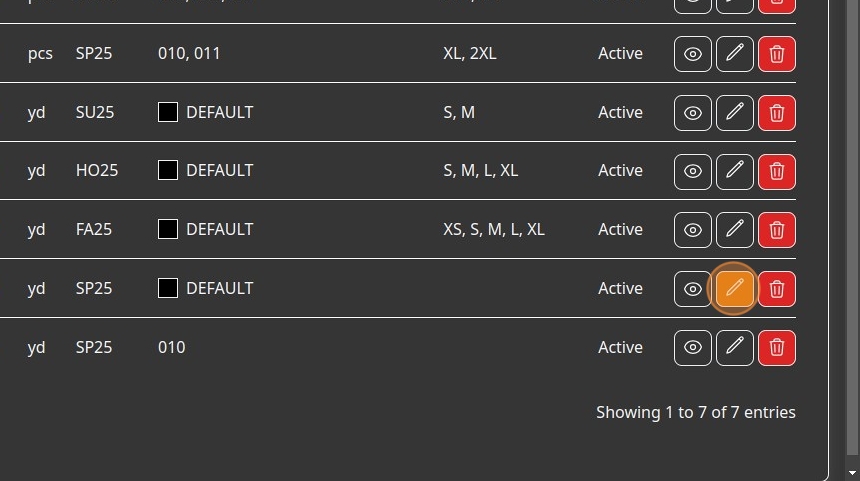 pcs SP25 010, 011 XL, 2XL Active
yd SU25 DEFAULT S, M Active
yd HO25 DEFAULT S, M, L, XL Active
yd FA25 DEFAULT XS, S, M, L, XL Active
yd SP25 DEFAULT Active
yd SP25 010 Active
Showing 1 to 7 of 7 entries